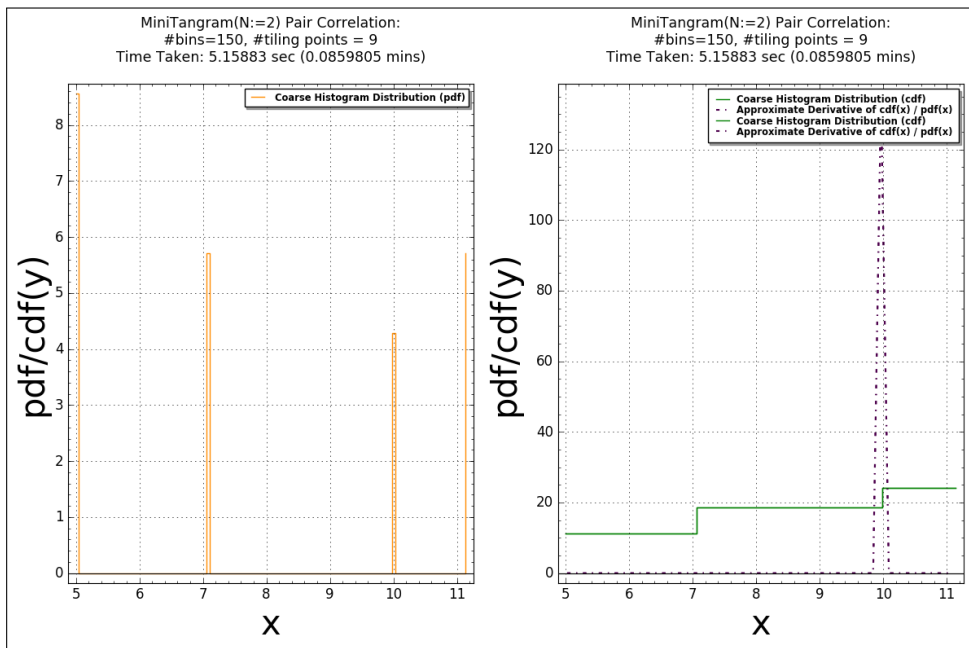 MiniTangram(N:=2) Pair Correlation:
#bins=150, #tiling points = 9
Time Taken: 5.15883 sec (0.0859805 mins)
Coarse Histogram Distribution (pdf)
8
7
6
5
4
3
2
1
0
pdf/cdf(y)
5 6 7 8 9 10 11
x
MiniTangram(N:=2) Pair Correlation:
#bins=150, #tiling points = 9
Time Taken: 5.15883 sec (0.0859805 mins)
Coarse Histogram Distribution (cdf)
Approximate Derivative of cdf(x) / pdf(x)
Coarse Histogram Distribution (cdf)
Approximate Derivative of cdf(x) / pdf(x)
120
100
80
60
40
20
0
pdf/cdf(y)
5 6 7 8 9 10 11
x